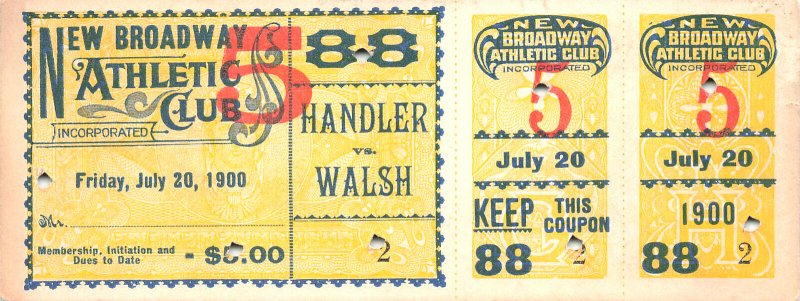 NEW BROADWAY
ATHLETIC
CLUB
INCORPORATED
5
Friday, July 20, 1900
Mr.
Membership, Initiation and
Dues to Date - $5.00
88
HANDLER
vs.
WALSH
2
NEW
BROADWAY
ATHLETIC CLUB
INCORPORATED
5
July 20
KEEP THIS
COUPON
88 2
NEW
BROADWAY
ATHLETIC CLUB
INCORPORATED
5
July 20
1900
88 2